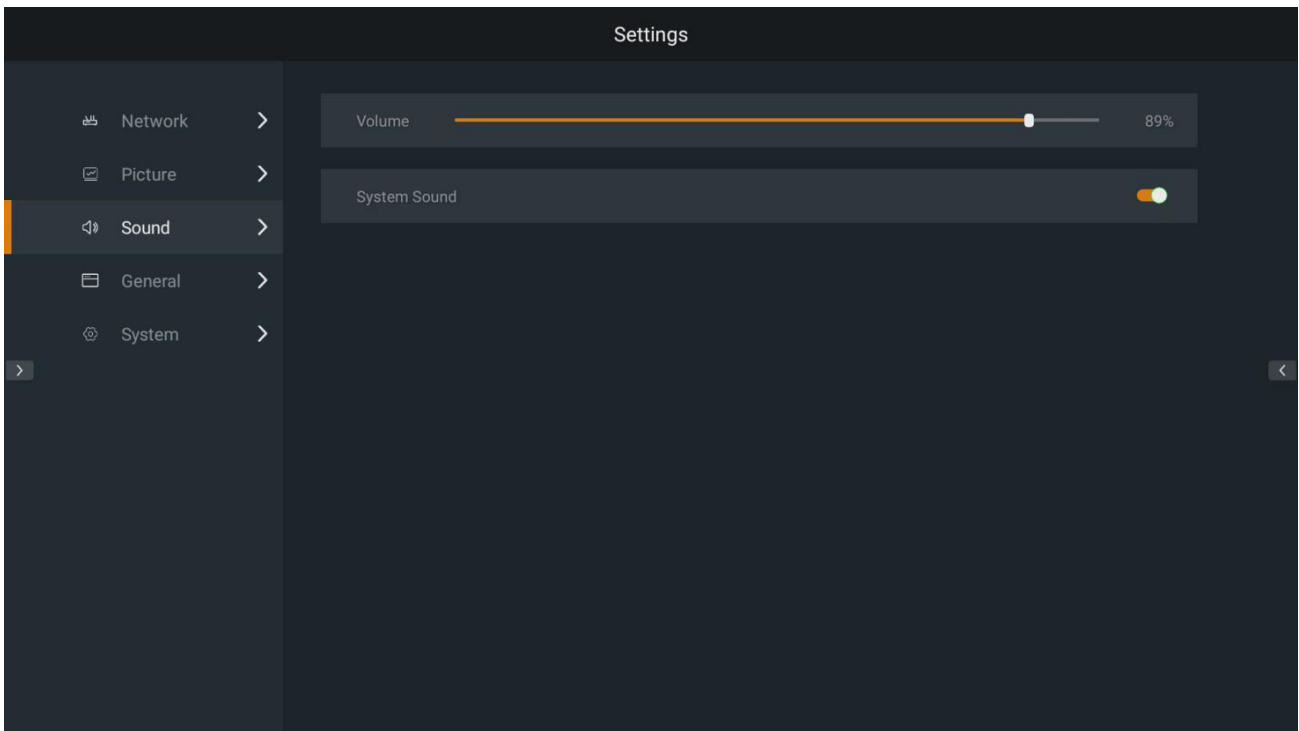 Settings
Network
Picture
Sound
General
System
Volume 89%
System Sound